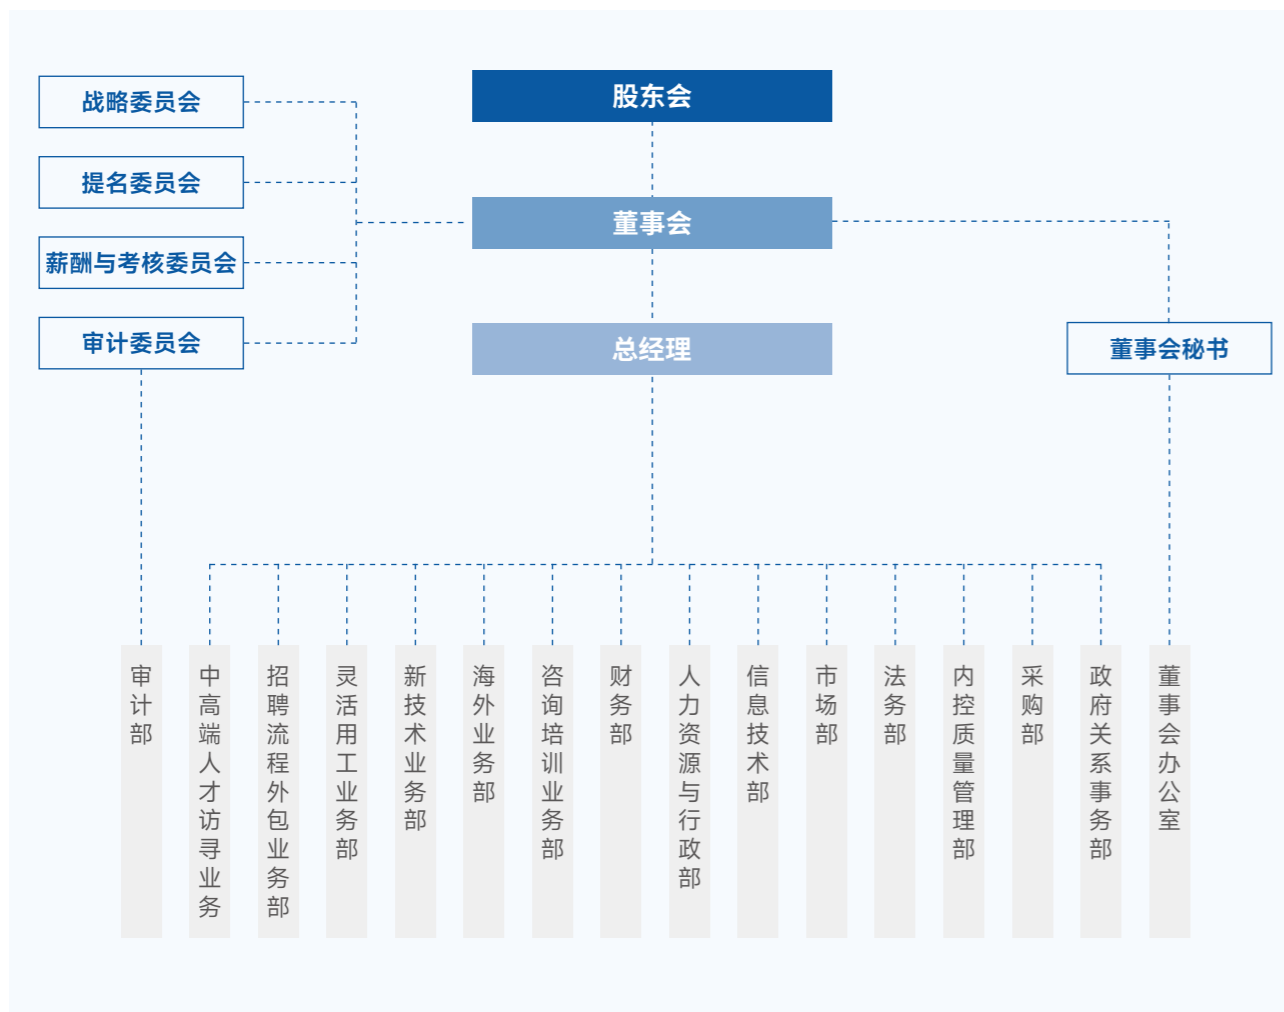 股东会
战略委员会
提名委员会
董事会
薪酬与考核委员会
审计委员会
总经理
董事会秘书
审计部
中高端人才访寻业务
招聘流程外包业务部
灵活用工业务部
新技术业务部
海外业务部
咨询培训业务部
财务部
人力资源与行政部
信息技术部
市场部
法务部
内控质量管理部
采购部
政府关系事务部
董事会办公室